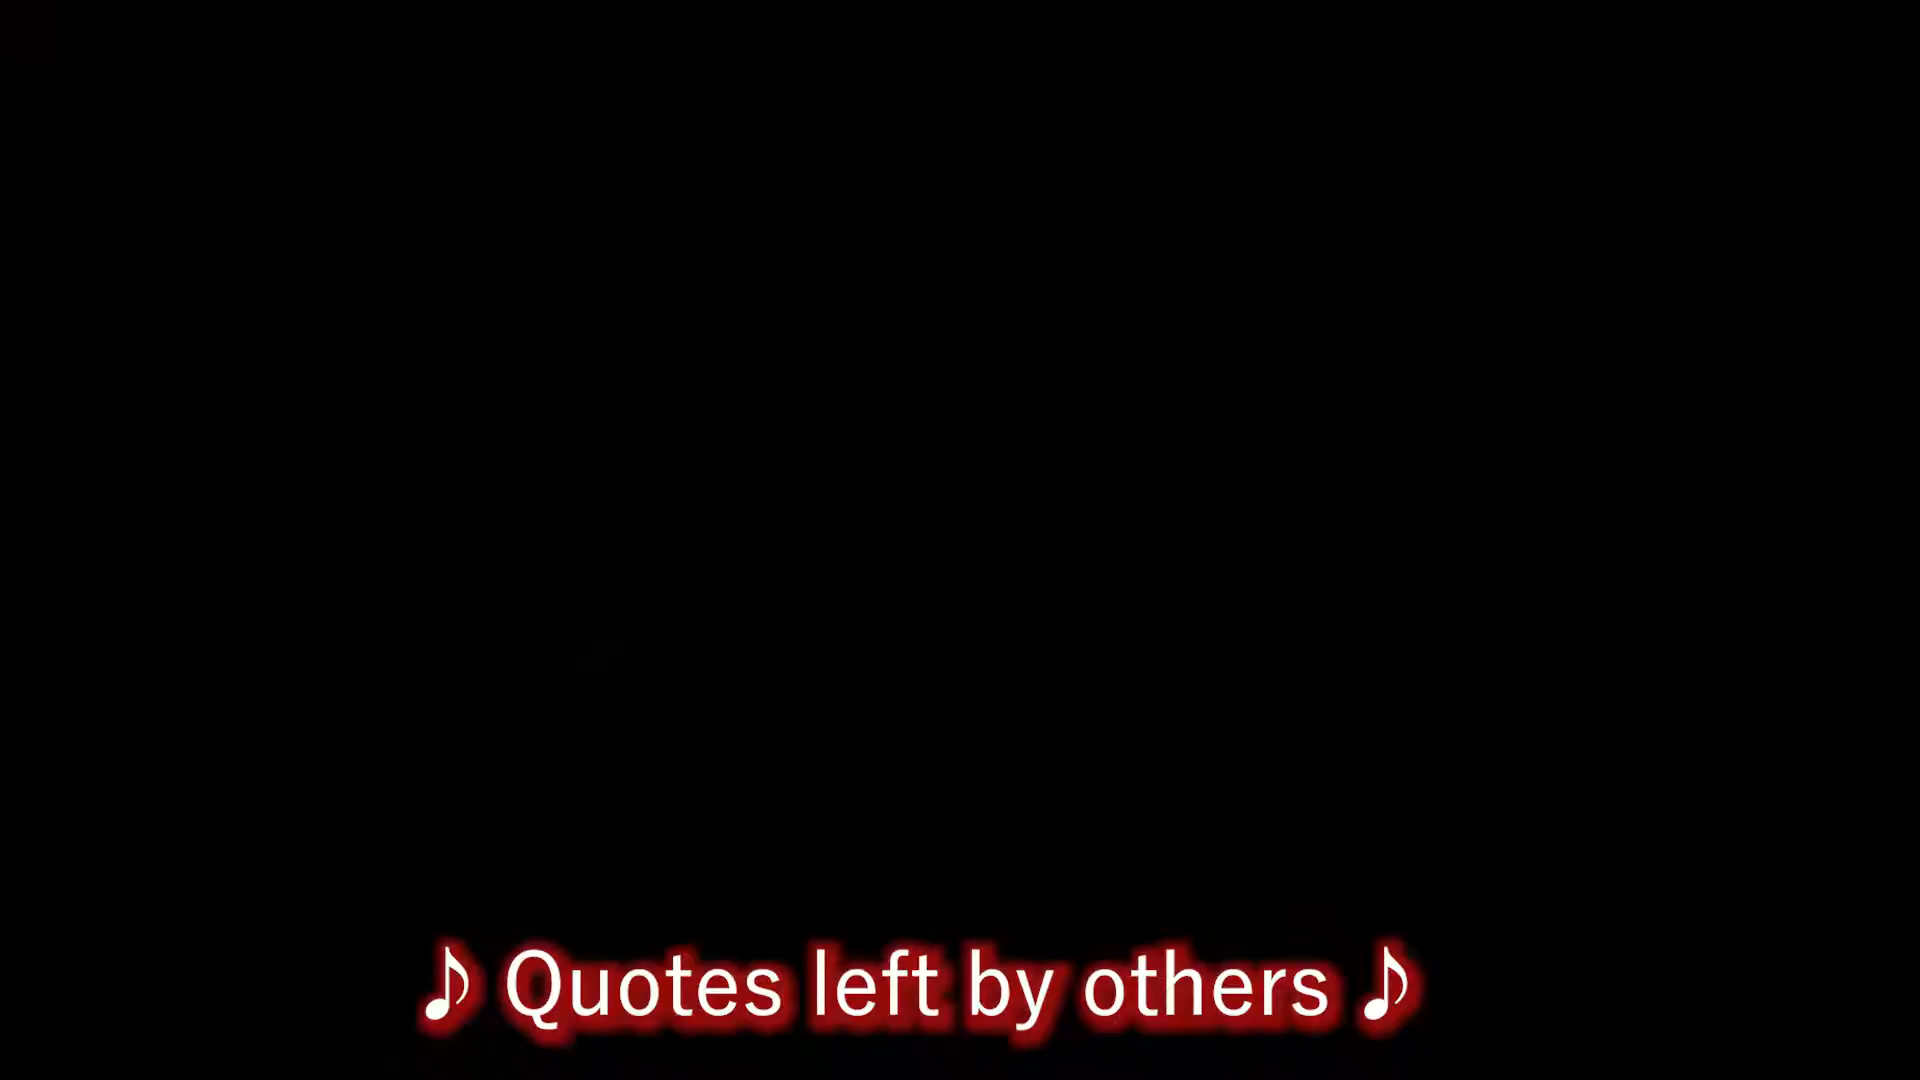 ♪ Quotes left by others ♪